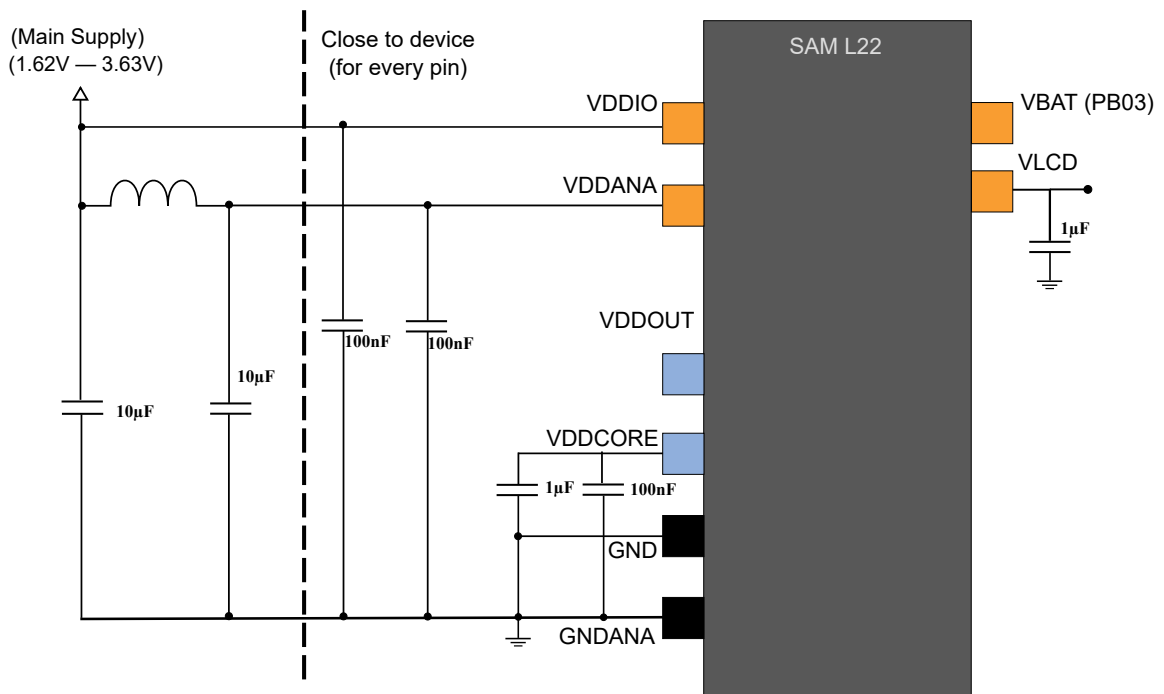 (Main Supply)
(1.62V — 3.63V)
Close to device
(for every pin)
SAM L22
VDDIO
VBAT (PB03)
VLCD
VDDANA
1µF
VDDOUT
100nF
100nF
10µF
10µF
VDDCORE
1µF
100nF
GND
GNDANA